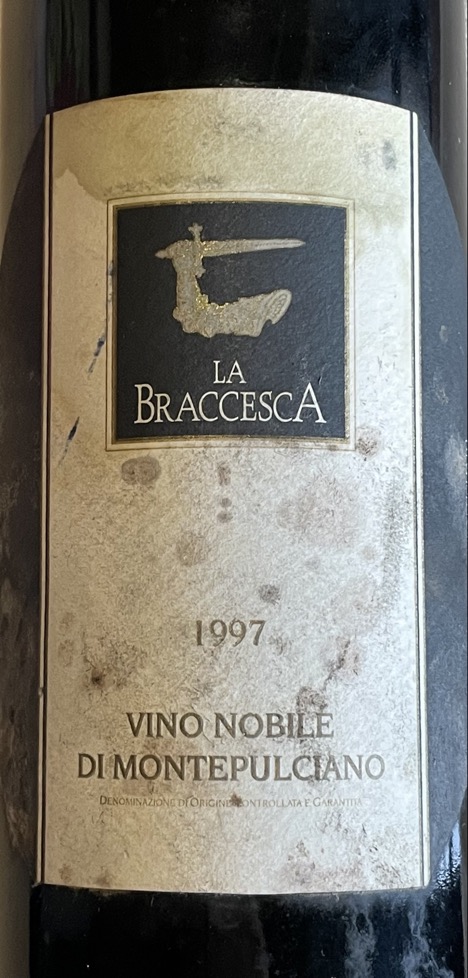 LA
BRACCESCA
1997
VINO NOBILE
DI MONTEPULCIANO
DENOMINAZIONE DI ORIGINE CONTROLLATA E GARANTITA